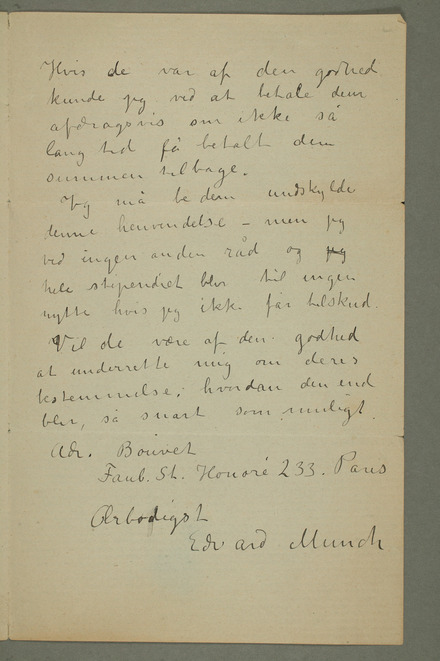 Hvis de var af den godhed
kunde jeg ved at betale dem
afdragsvis om ikke så
lang tid få betalt dem
summen tilbage.
Jeg må be dem undskylde
denne henvendelse – men jeg
ved ingen anden råd og jeg
hele stipendiet blir til ingen
nytte hvis jeg ikke får tilskud.
Vil de være af den godhed
at underrette mig om deres
bestemmelse, hvordan den end
blir, så snart som muligt.
Adr. Bouvet
Faub. St. Honoré 233. Paris
Ærbødigst
Edvard Munch